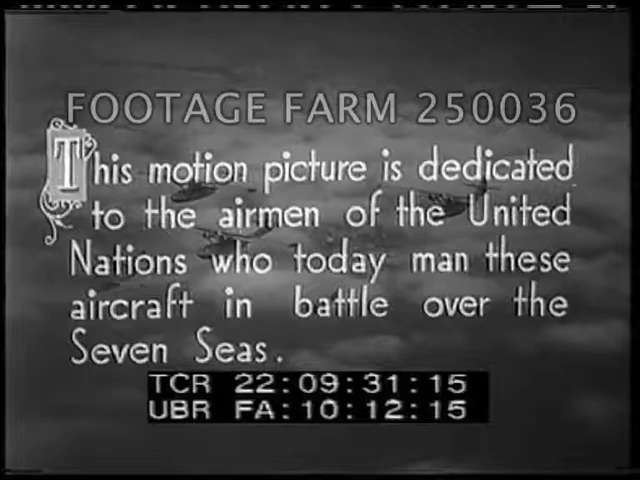 FOOTAGE FARM 250036
This motion picture is dedicated
to the airmen of the United
Nations who today man these
aircraft in battle over the
Seven Seas.
TCR 22:09:31:15
UBR FA:10:12:15